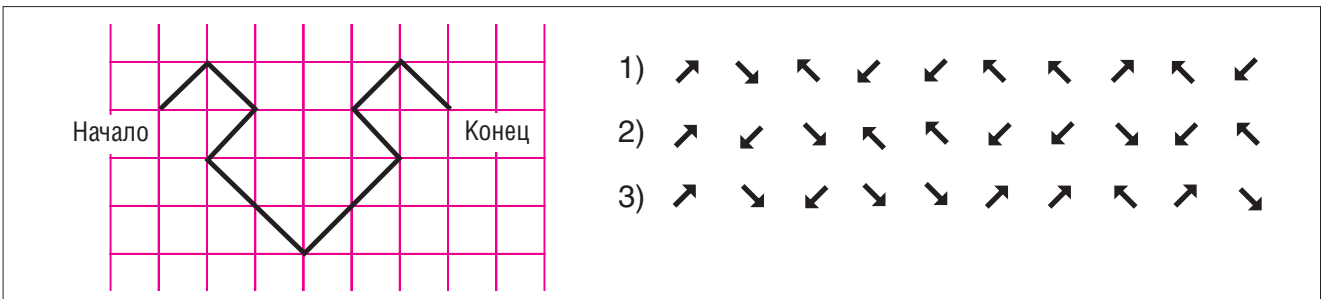 Начало
Конец
1) ↗ ↘ ↖ ↙ ↙ ↖ ↖ ↗ ↖ ↙
2) ↗ ↙ ↘ ↖ ↖ ↙ ↙ ↘ ↙ ↖
3) ↗ ↘ ↙ ↘ ↘ ↗ ↗ ↖ ↗ ↘